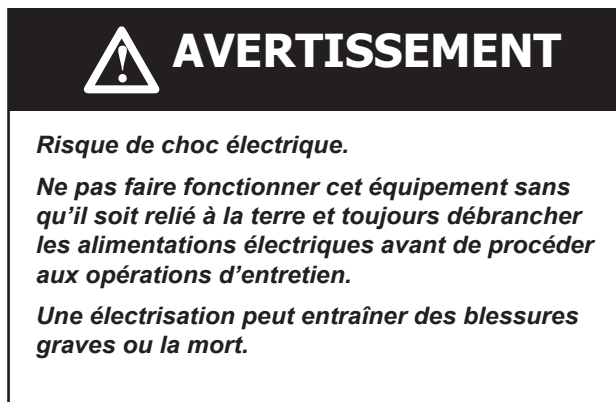 AVERTISSEMENT
Risque de choc électrique.
Ne pas faire fonctionner cet équipement sans
qu’il soit relié à la terre et toujours débrancher
les alimentations électriques avant de procéder
aux opérations d’entretien.
Une électrisation peut entraîner des blessures
graves ou la mort.